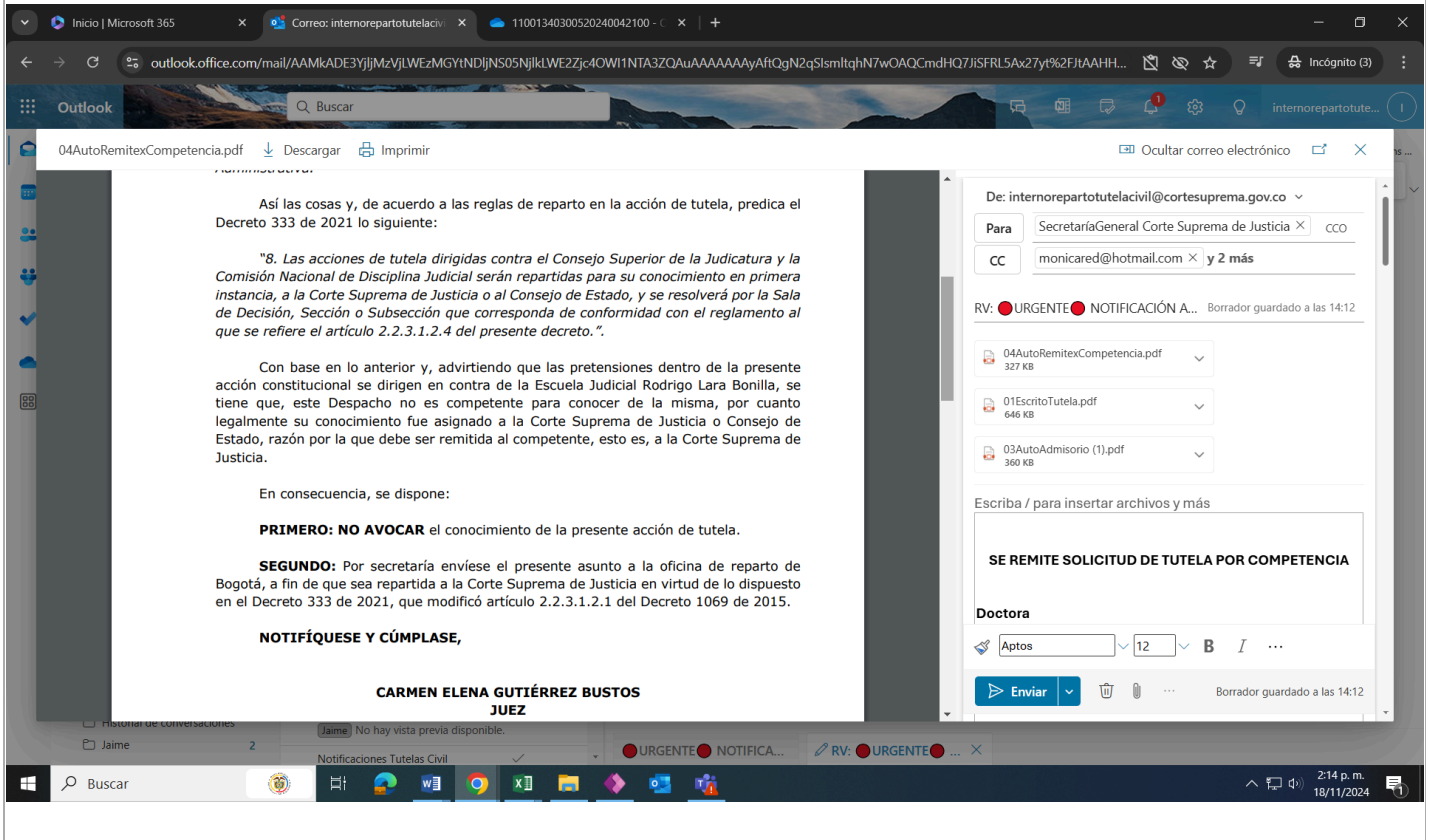 Inicio | Microsoft 365
Correo: internorepartotutelaciv
11001340300520240042100 - C
outlook.office.com/mail/AAMkADE3YjljMzVjLWEzMGYtNDljNS05NjlkLWE2Zjc4OWI1NTA3ZQAuAAAAAAAyAftQgN2qSIsmItqhN7wOAQCmdHQ7JiSFRL5Ax27yt%2FJtAAHH...
Incógnito (3)
Outlook
Buscar
1
internorepartotute...
I
04AutoRemitexCompetencia.pdf
Descargar
Imprimir
Ocultar correo electrónico
Administrativa.
Así las cosas y, de acuerdo a las reglas de reparto en la acción de tutela, predica el
Decreto 333 de 2021 lo siguiente:
“8. Las acciones de tutela dirigidas contra el Consejo Superior de la Judicatura y la
Comisión Nacional de Disciplina Judicial serán repartidas para su conocimiento en primera
instancia, a la Corte Suprema de Justicia o al Consejo de Estado, y se resolverá por la Sala
de Decisión, Sección o Subsección que corresponda de conformidad con el reglamento al
que se refiere el artículo 2.2.3.1.2.4 del presente decreto.”.
Con base en lo anterior y, advirtiendo que las pretensiones dentro de la presente
acción constitucional se dirigen en contra de la Escuela Judicial Rodrigo Lara Bonilla, se
tiene que, este Despacho no es competente para conocer de la misma, por cuanto
legalmente su conocimiento fue asignado a la Corte Suprema de Justicia o Consejo de
Estado, razón por la que debe ser remitida al competente, esto es, a la Corte Suprema de
Justicia.
En consecuencia, se dispone:
PRIMERO: NO AVOCAR el conocimiento de la presente acción de tutela.
SEGUNDO: Por secretaría envíese el presente asunto a la oficina de reparto de
Bogotá, a fin de que sea repartida a la Corte Suprema de Justicia en virtud de lo dispuesto
en el Decreto 333 de 2021, que modificó artículo 2.2.3.1.2.1 del Decreto 1069 de 2015.
NOTIFÍQUESE Y CÚMPLASE,
CARMEN ELENA GUTIÉRREZ BUSTOS
JUEZ
De: internorepartotutelacivil@cortesuprema.gov.co
Para
SecretaríaGeneral Corte Suprema de Justicia
CCO
CC
monicared@hotmail.com
y 2 más
RV: 🔴URGENTE🔴 NOTIFICACIÓN A...
Borrador guardado a las 14:12
04AutoRemitexCompetencia.pdf
327 KB
01EscritoTutela.pdf
646 KB
03AutoAdmisorio (1).pdf
360 KB
Escriba / para insertar archivos y más
SE REMITE SOLICITUD DE TUTELA POR COMPETENCIA
Doctora
Aptos
12
B
I
Enviar
Borrador guardado a las 14:12
Historial de conversaciones
Jaime
2
Jaime No hay vista previa disponible.
Notificaciones Tutelas Civil
🔴URGENTE🔴 NOTIFICA...
RV: 🔴URGENTE🔴 ...
Buscar
2:14 p. m.
18/11/2024
1